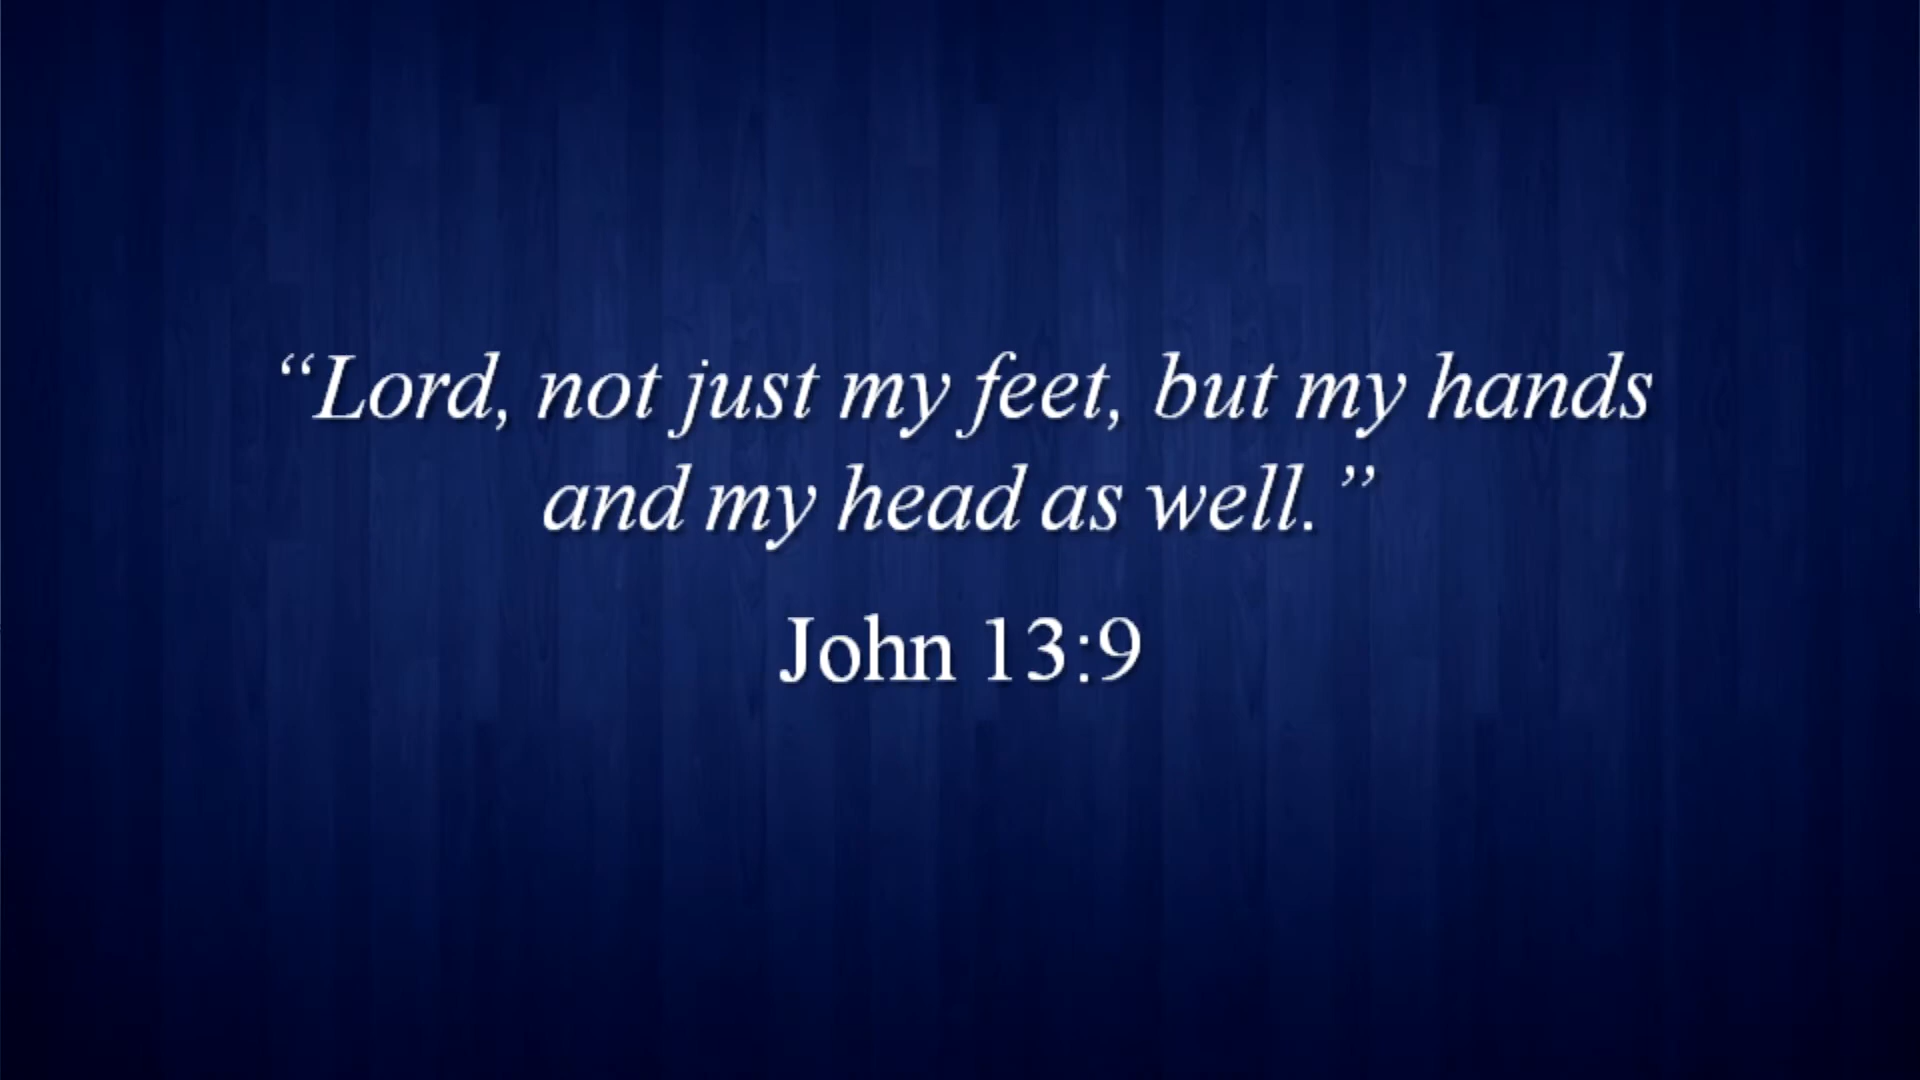 “Lord, not just my feet, but my hands
and my head as well.”
John 13:9